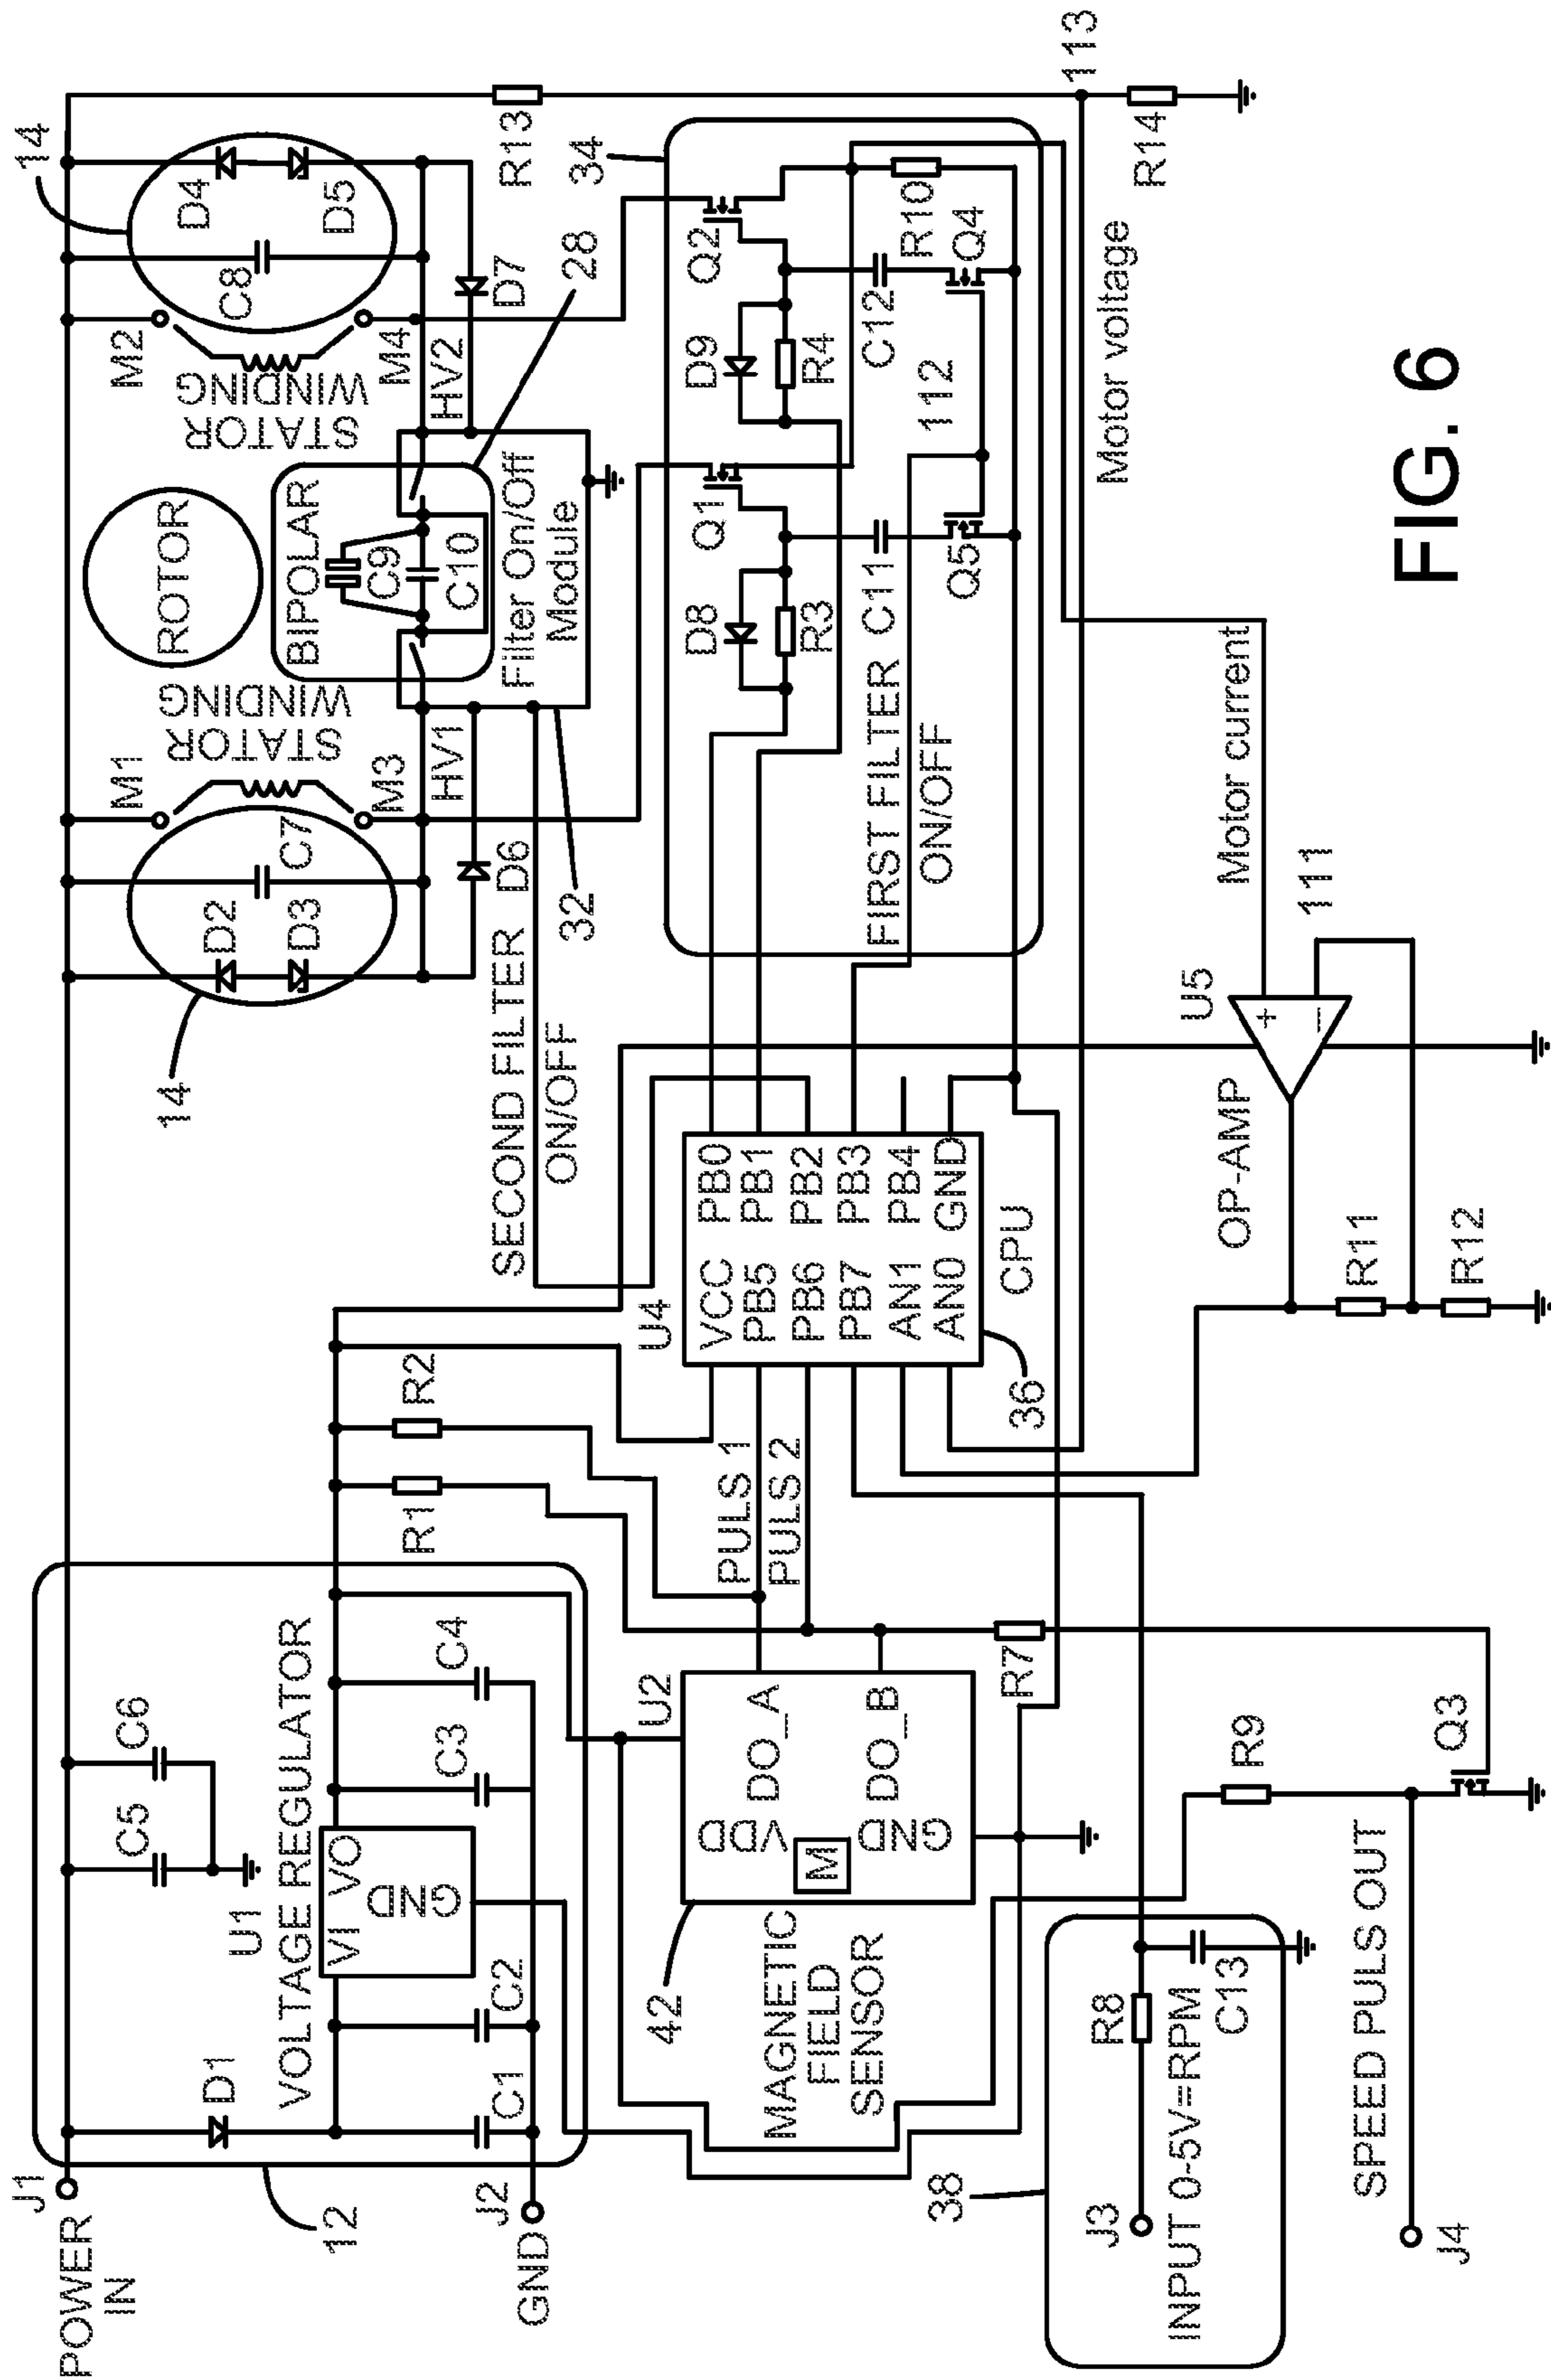 J1
POWER
IN
12
D1
C1
C2
J2
GND
U1
VI VO
GND
VOLTAGE REGULATOR
C5
C6
C3
C4
R1
R2
14
D2
D3
C7
M1
M3
STATOR
WINDING
HV1
D6
ROTOR
BIPOLAR
C9
C10
Filter On/Off
Module
32
28
SECOND FILTER
ON/OFF
STATOR
WINDING
M2
M4
HV2
C8
D4
D5
D7
14
R13
34
113
R14
42
MAGNETIC
FIELD
SENSOR
U2
VDD
DO_A
M
GND
DO_B
PULS 1
PULS 2
R7
U4
VCC PB0
PB5 PB1
PB6 PB2
PB7 PB3
AN1 PB4
AN0 GND
CPU
36
D8
R3
Q1
C11
Q5
FIRST FILTER
ON/OFF
D9
R4
Q2
C12
R10
Q4
112
Motor voltage
Motor current
111
U5
+
−
OP-AMP
R11
R12
38
J3
R8
C13
INPUT 0-5V=RPM
R9
Q3
SPEED PULS OUT
J4
FIG. 6